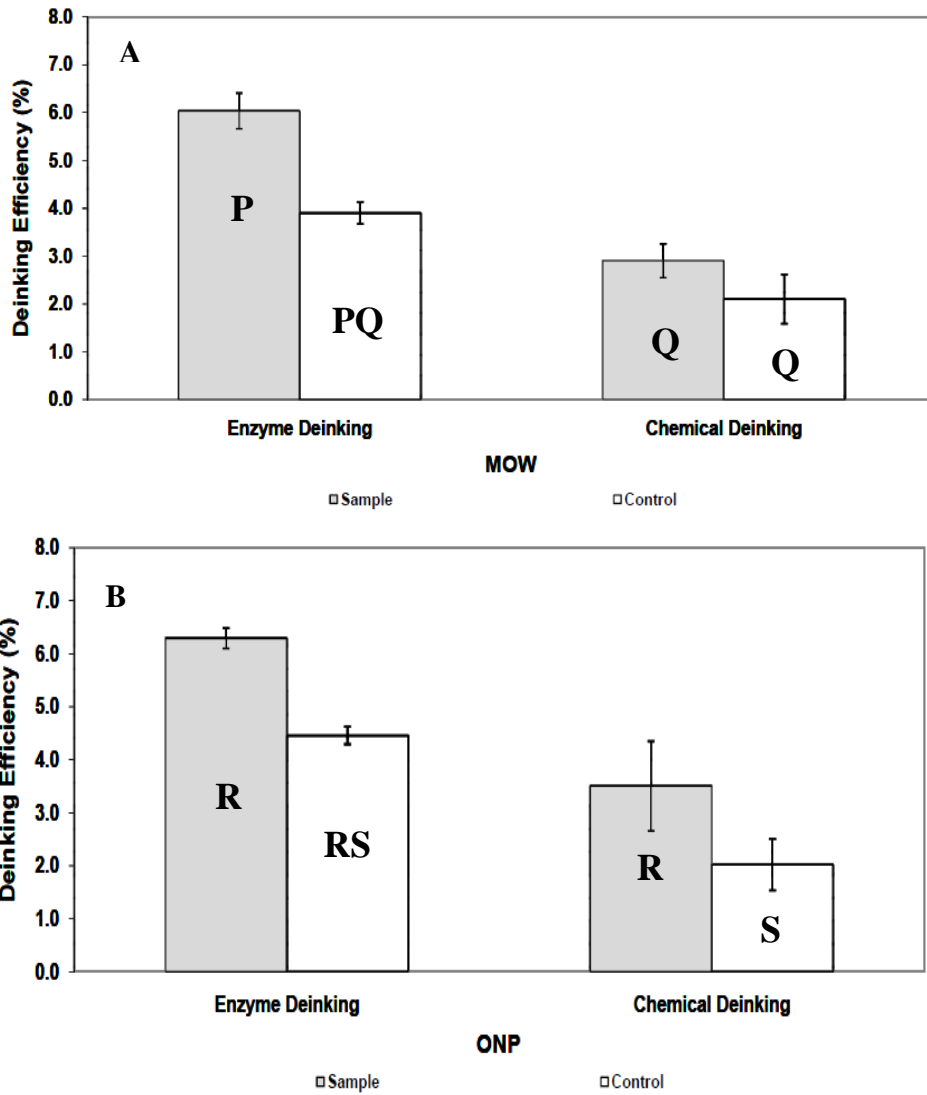 8.0
A
7.0
6.0
5.0
4.0
3.0
2.0
1.0
0.0
Deinking Efficiency (%)
P
PQ
Q
Q
Enzyme Deinking
Chemical Deinking
MOW
Sample
Control
8.0
B
7.0
6.0
5.0
4.0
3.0
2.0
1.0
0.0
Deinking Efficiency (%)
R
RS
R
S
Enzyme Deinking
Chemical Deinking
ONP
Sample
Control